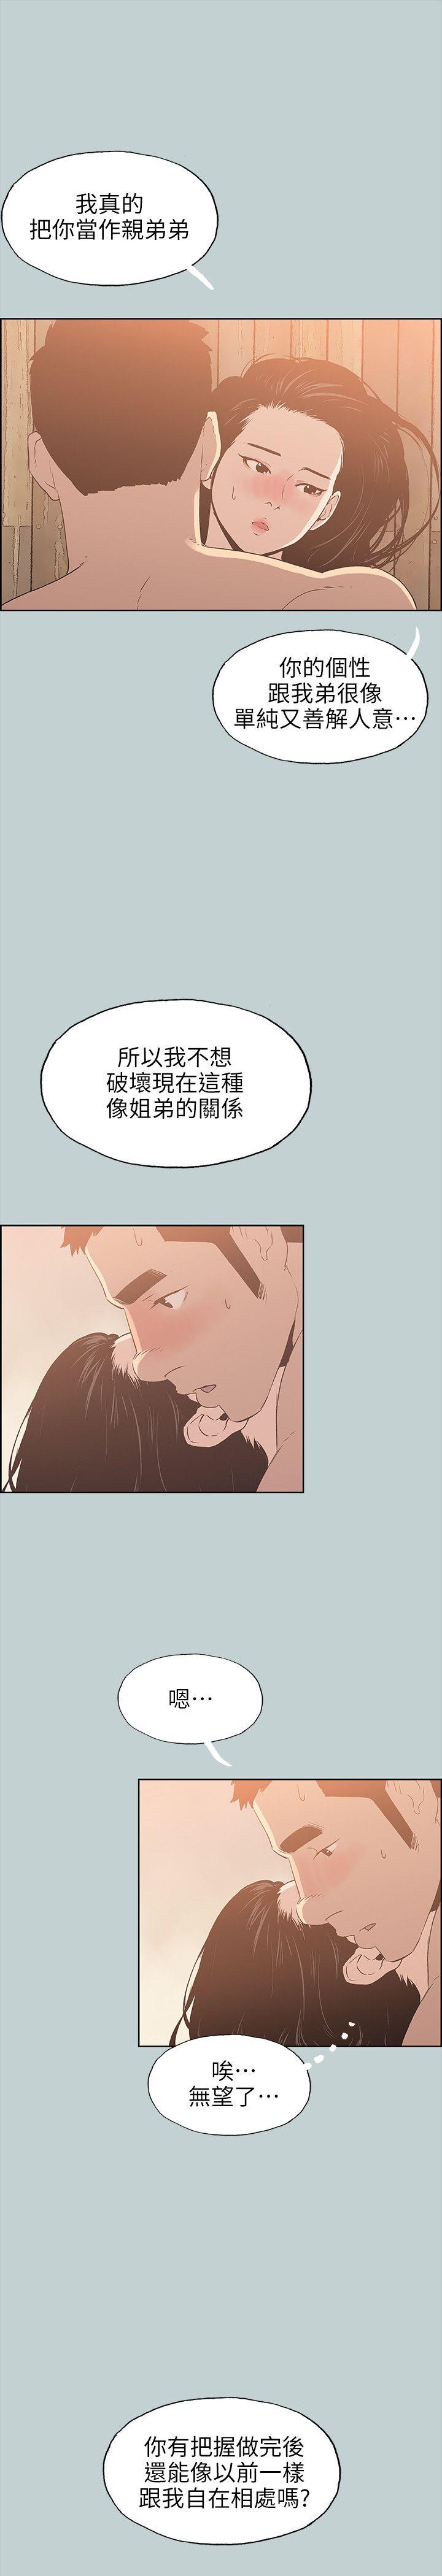 我真的
把你當作親弟弟
你的個性
跟我弟很像
單純又善解人意⋯
所以我不想
破壞現在這種
像姐弟的關係
嗯⋯
唉⋯
無望了⋯
你有把握做完後
還能像以前一樣
跟我自在相處嗎?